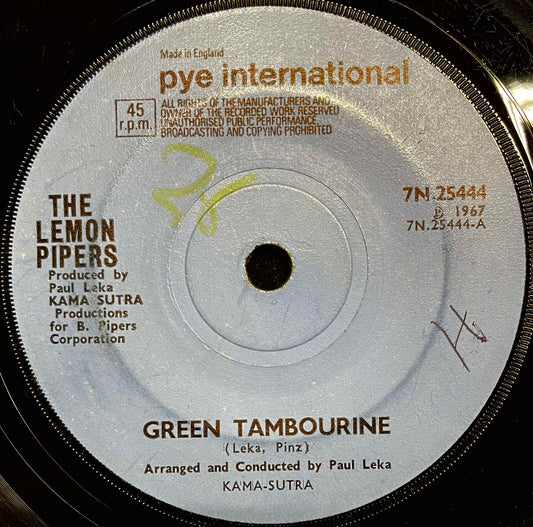 Made in England
pye international
45
r.p.m
ALL RIGHTS OF THE MANUFACTURERS AND
OWNER OF THE RECORDED WORK RESERVED
UNAUTHORISED PUBLIC PERFORMANCE
BROADCASTING AND COPYING PROHIBITED
28
7N.25444
℗ 1967
7N.25444-A
THE
LEMON
PIPERS
Produced by
Paul Leka
KAMA SUTRA
Productions
for B. Pipers
Corporation
H
GREEN TAMBOURINE
(Leka, Pinz)
Arranged and Conducted by Paul Leka
KAMA-SUTRA